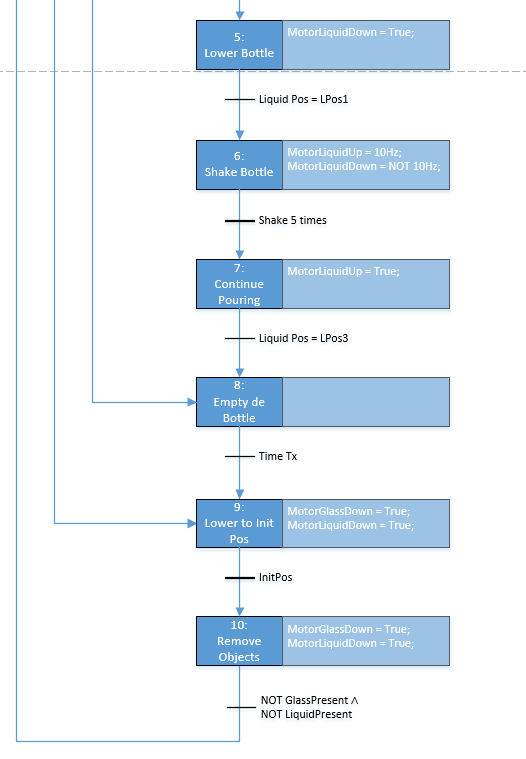 5:
Lower Bottle
MotorLiquidDown = True;
Liquid Pos = LPos1
6:
Shake Bottle
MotorLiquidUp = 10Hz;
MotorLiquidDown = NOT 10Hz;
Shake 5 times
7:
Continue
Pouring
MotorLiquidUp = True;
Liquid Pos = LPos3
8:
Empty de
Bottle
Time Tx
9:
Lower to Init
Pos
MotorGlassDown = True;
MotorLiquidDown = True;
InitPos
10:
Remove
Objects
MotorGlassDown = True;
MotorLiquidDown = True;
NOT GlassPresent ∧
NOT LiquidPresent